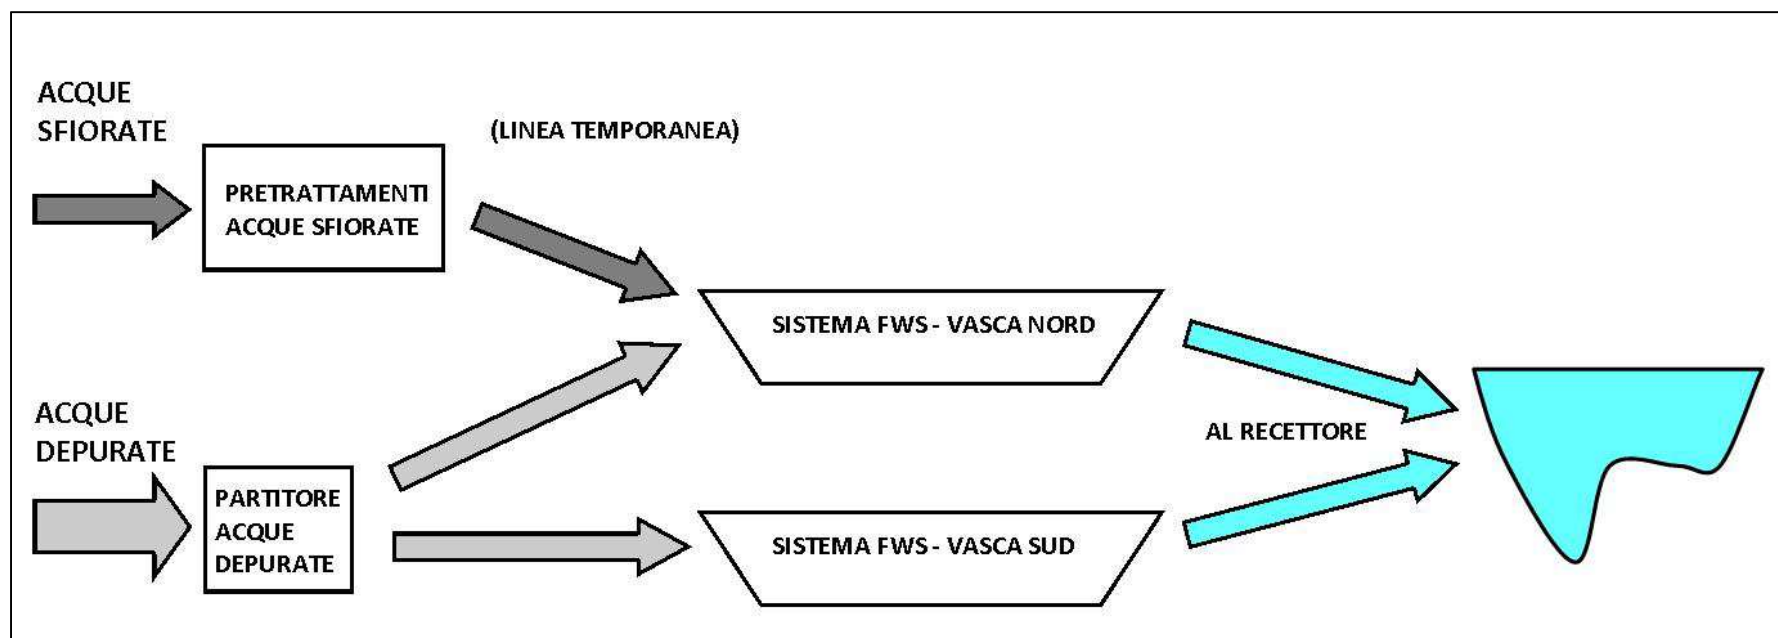 ACQUE
SFIORATE
(LINEA TEMPORANEA)
PRETRATTAMENTI
ACQUE SFIORATE
SISTEMA FWS - VASCA NORD
ACQUE
DEPURATE
AL RECETTORE
PARTITORE
ACQUE
DEPURATE
SISTEMA FWS - VASCA SUD